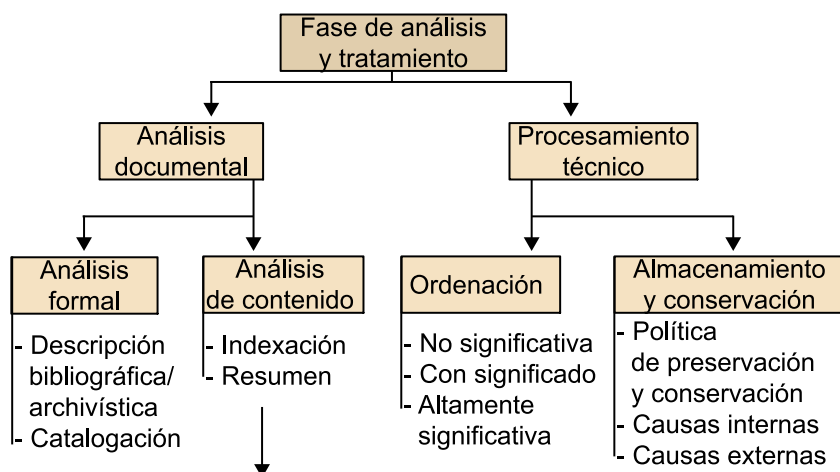 Fase de análisis
y tratamiento
Análisis
documental
Procesamiento
técnico
Análisis
formal
- Descripción
bibliográfica/
archivística
- Catalogación
Análisis
de contenido
- Indexación
- Resumen
Ordenación
- No significativa
- Con significado
- Altamente
significativa
Almacenamiento
y conservación
- Política
de preservación
y conservación
- Causas internas
- Causas externas